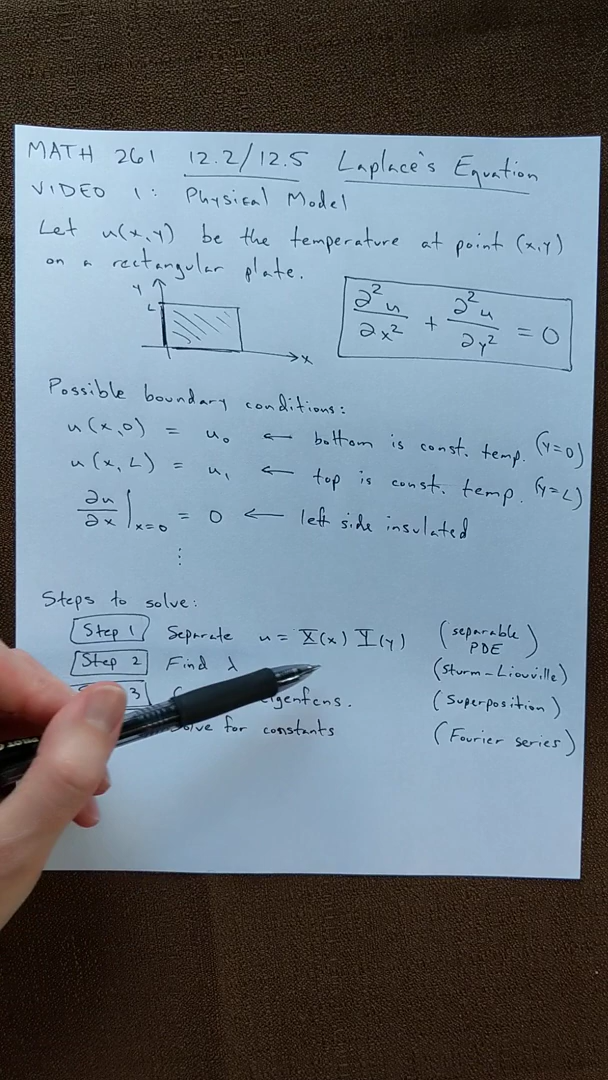 MATH 261 12.2/12.5 Laplace's Equation
VIDEO 1: Physical Model
Let u(x,y) be the temperature at point (x,y)
on a rectangular plate.
y
L
x
∂²u/∂x² + ∂²u/∂y² = 0
Possible boundary conditions:
u(x,0) = u₀ ← bottom is const. temp. (y=0)
u(x,L) = u₁ ← top is const. temp. (y=L)
∂u/∂x |ₓ₌₀ = 0 ← left side insulated
⋮
Steps to solve:
Step 1 Separate u = X(x) Y(y) (separable PDE)
Step 2 Find λ (Sturm-Liouville)
3 eigenfcns. (Superposition)
for constants (Fourier series)